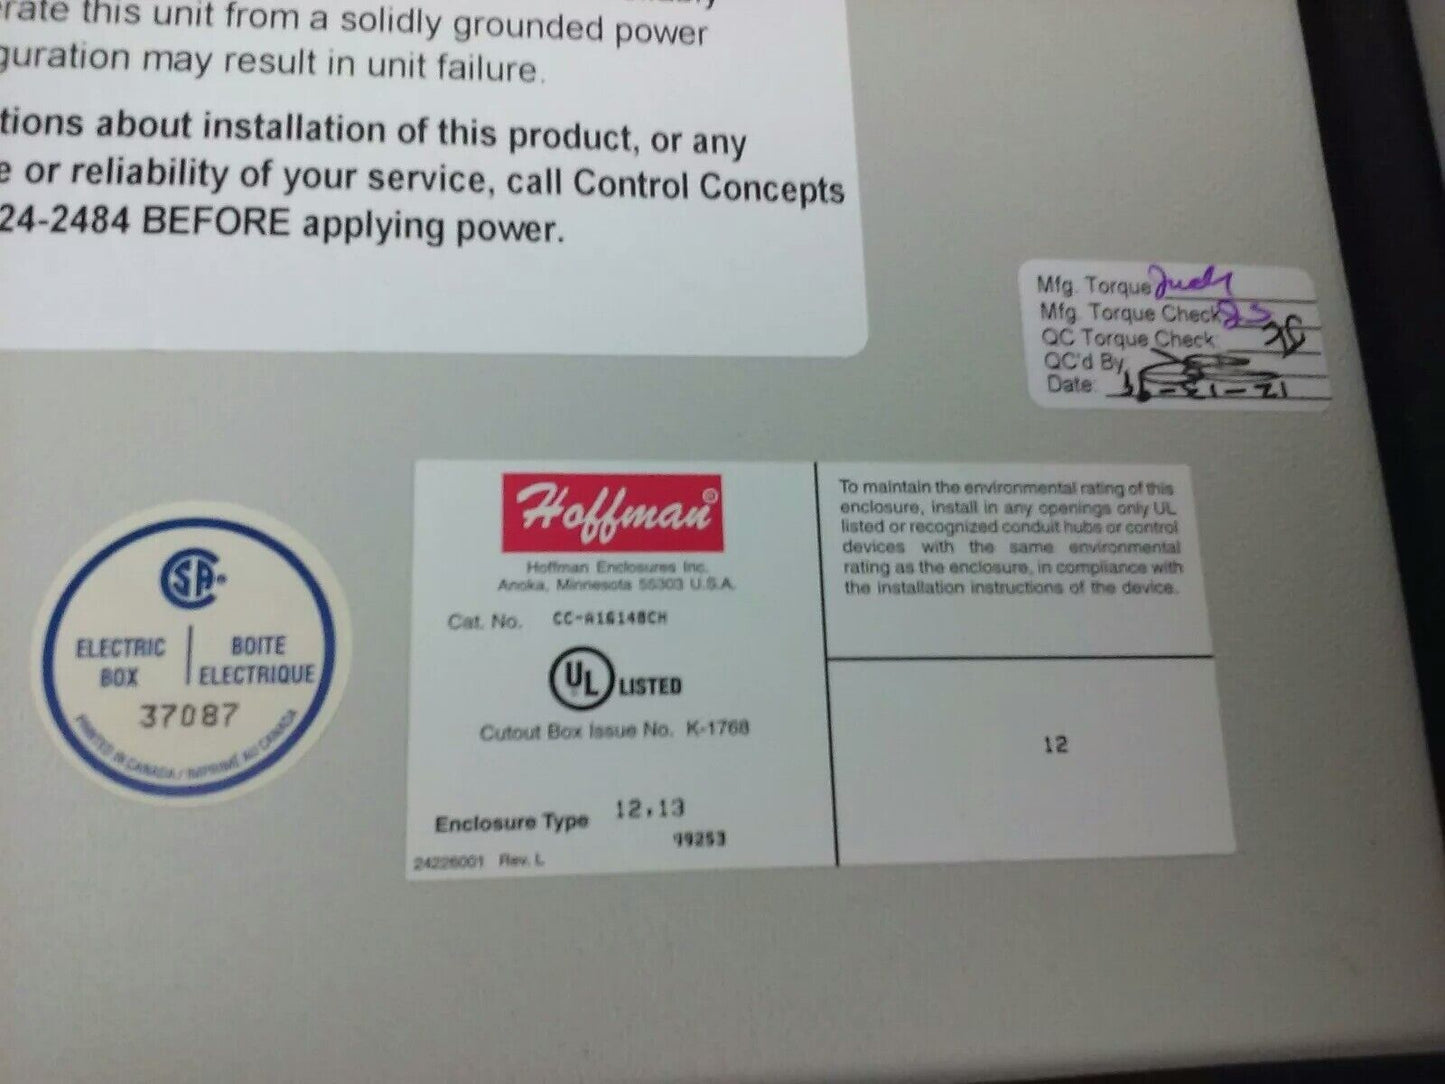 rate this unit from a solidly grounded power
guration may result in unit failure.
tions about installation of this product, or any
e or reliability of your service, call Control Concepts
24-2484 BEFORE applying power.
Mfg. Torque
Mfg. Torque Check
QC Torque Check:
QC'd By
Date:
Hoffman®
Hoffman Enclosures Inc.
Anoka, Minnesota 55303 U.S.A.
Cat. No. CC-A16148CH
UL LISTED
Cutout Box Issue No. K-1768
Enclosure Type 12,13
99253
24226001 Rev. L
To maintain the environmental rating of this
enclosure, install in any openings only UL
listed or recognized conduit hubs or control
devices with the same environmental
rating as the enclosure, in compliance with
the installation instructions of the device.
12
SA®
ELECTRIC BOX
BOITE ELECTRIQUE
37087
PRINTED IN CANADA / IMPRIMÉ AU CANADA